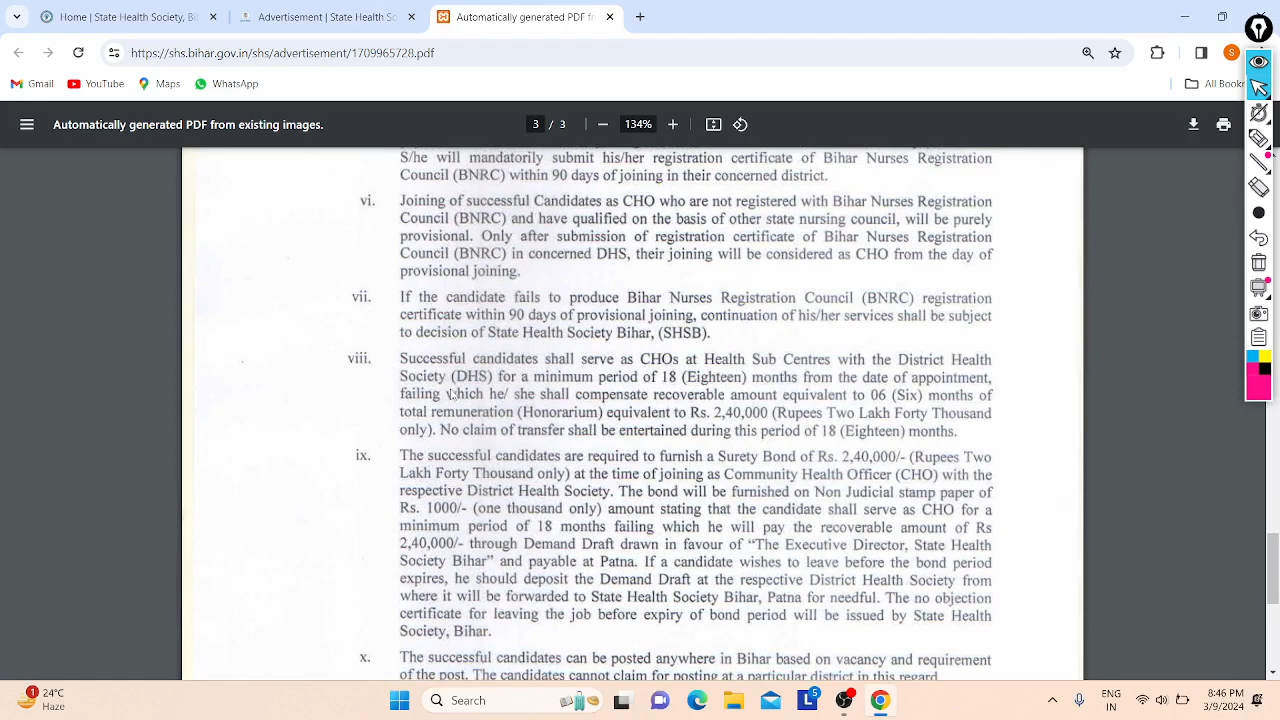 Home | State Health Society, Bi
Advertisement | State Health So
Automatically generated PDF fro
https://shs.bihar.gov.in/shs/advertisement/1709965728.pdf
S
Gmail
YouTube
Maps
WhatsApp
All Book
Automatically generated PDF from existing images.
3 / 3
134%
S/he will mandatorily submit his/her registration certificate of Bihar Nurses Registration
Council (BNRC) within 90 days of joining in their concerned district.
vi. Joining of successful Candidates as CHO who are not registered with Bihar Nurses Registration
Council (BNRC) and have qualified on the basis of other state nursing council, will be purely
provisional. Only after submission of registration certificate of Bihar Nurses Registration
Council (BNRC) in concerned DHS, their joining will be considered as CHO from the day of
provisional joining.
vii. If the candidate fails to produce Bihar Nurses Registration Council (BNRC) registration
certificate within 90 days of provisional joining, continuation of his/her services shall be subject
to decision of State Health Society Bihar, (SHSB).
viii. Successful candidates shall serve as CHOs at Health Sub Centres with the District Health
Society (DHS) for a minimum period of 18 (Eighteen) months from the date of appointment,
failing which he/ she shall compensate recoverable amount equivalent to 06 (Six) months of
total remuneration (Honorarium) equivalent to Rs. 2,40,000 (Rupees Two Lakh Forty Thousand
only). No claim of transfer shall be entertained during this period of 18 (Eighteen) months.
ix. The successful candidates are required to furnish a Surety Bond of Rs. 2,40,000/- (Rupees Two
Lakh Forty Thousand only) at the time of joining as Community Health Officer (CHO) with the
respective District Health Society. The bond will be furnished on Non Judicial stamp paper of
Rs. 1000/- (one thousand only) amount stating that the candidate shall serve as CHO for a
minimum period of 18 months failing which he will pay the recoverable amount of Rs
2,40,000/- through Demand Draft drawn in favour of “The Executive Director, State Health
Society Bihar” and payable at Patna. If a candidate wishes to leave before the bond period
expires, he should deposit the Demand Draft at the respective District Health Society from
where it will be forwarded to State Health Society Bihar, Patna for needful. The no objection
certificate for leaving the job before expiry of bond period will be issued by State Health
Society, Bihar.
x. The successful candidates can be posted anywhere in Bihar based on vacancy and requirement
of the post. The candidates cannot claim for posting at a particular district in this regard
1
24°C
Haze
Search
L
5
ENG
IN
8:46 PM
3/9/2024